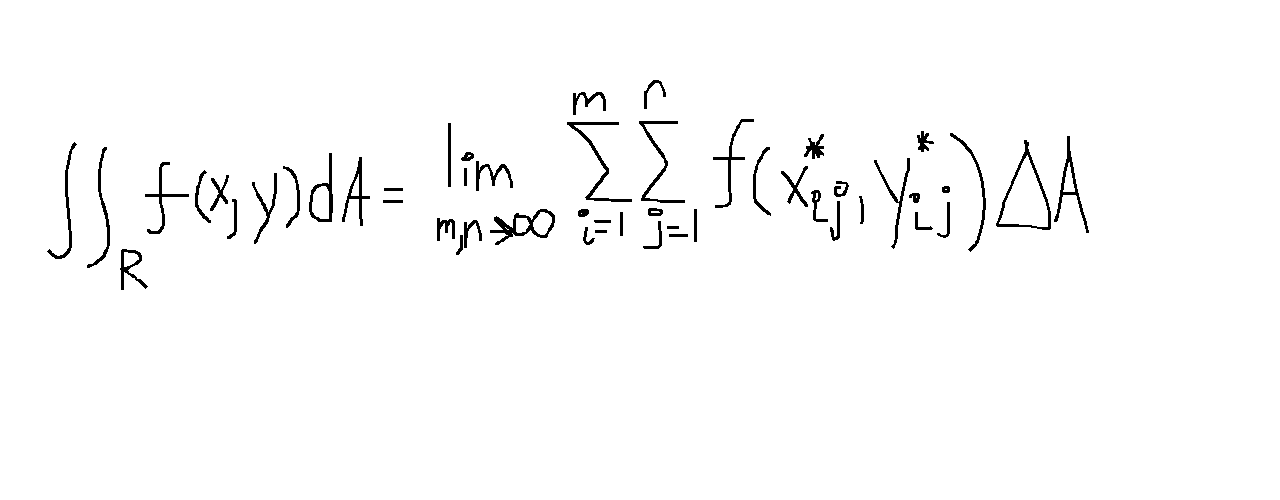 ∬_R f(x,y)dA = lim_{m,n→∞} ∑_{i=1}^{m} ∑_{j=1}^{n} f(x*_{ij}, y*_{ij})ΔA